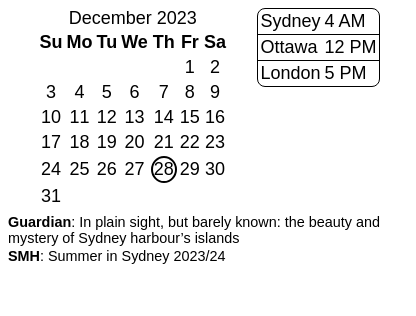 December 2023
Su Mo Tu We Th Fr Sa
1 2
3 4 5 6 7 8 9
10 11 12 13 14 15 16
17 18 19 20 21 22 23
24 25 26 27 28 29 30
31
Sydney 4 AM
Ottawa 12 PM
London 5 PM
Guardian: In plain sight, but barely known: the beauty and
mystery of Sydney harbour’s islands
SMH: Summer in Sydney 2023/24